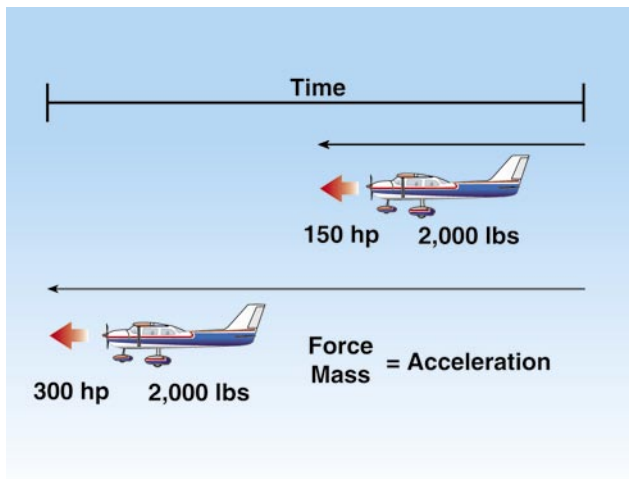 Time
150 hp 2,000 lbs
Force
Mass = Acceleration
300 hp 2,000 lbs